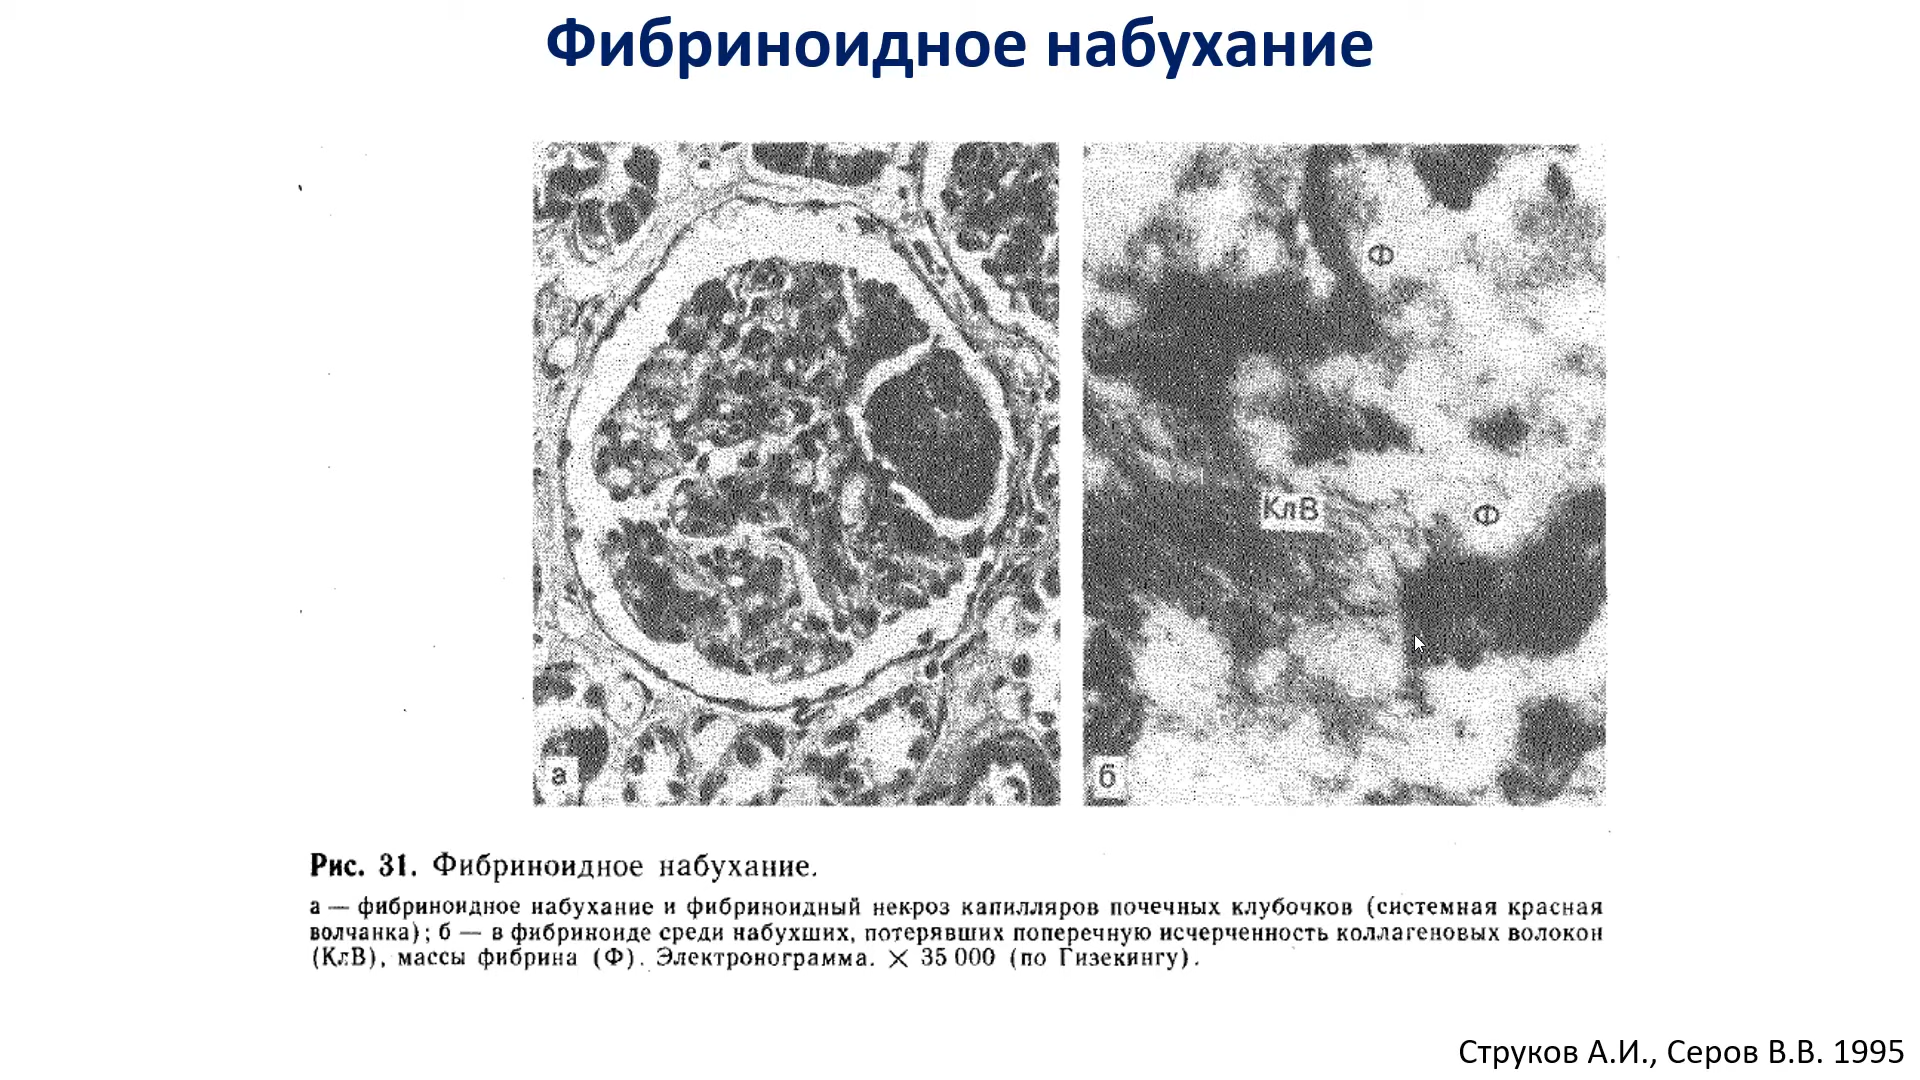 Фибриноидное набухание
Ф
КлВ
Ф
а
б
Рис. 31. Фибриноидное набухание.
а — фибриноидное набухание и фибриноидный некроз капилляров почечных клубочков (системная красная
волчанка); б — в фибриноиде среди набухших, потерявших поперечную исчерченность коллагеновых волокон
(КлВ), массы фибрина (Ф). Электронограмма. × 35 000 (по Гизекингу).
Струков А.И., Серов В.В. 1995